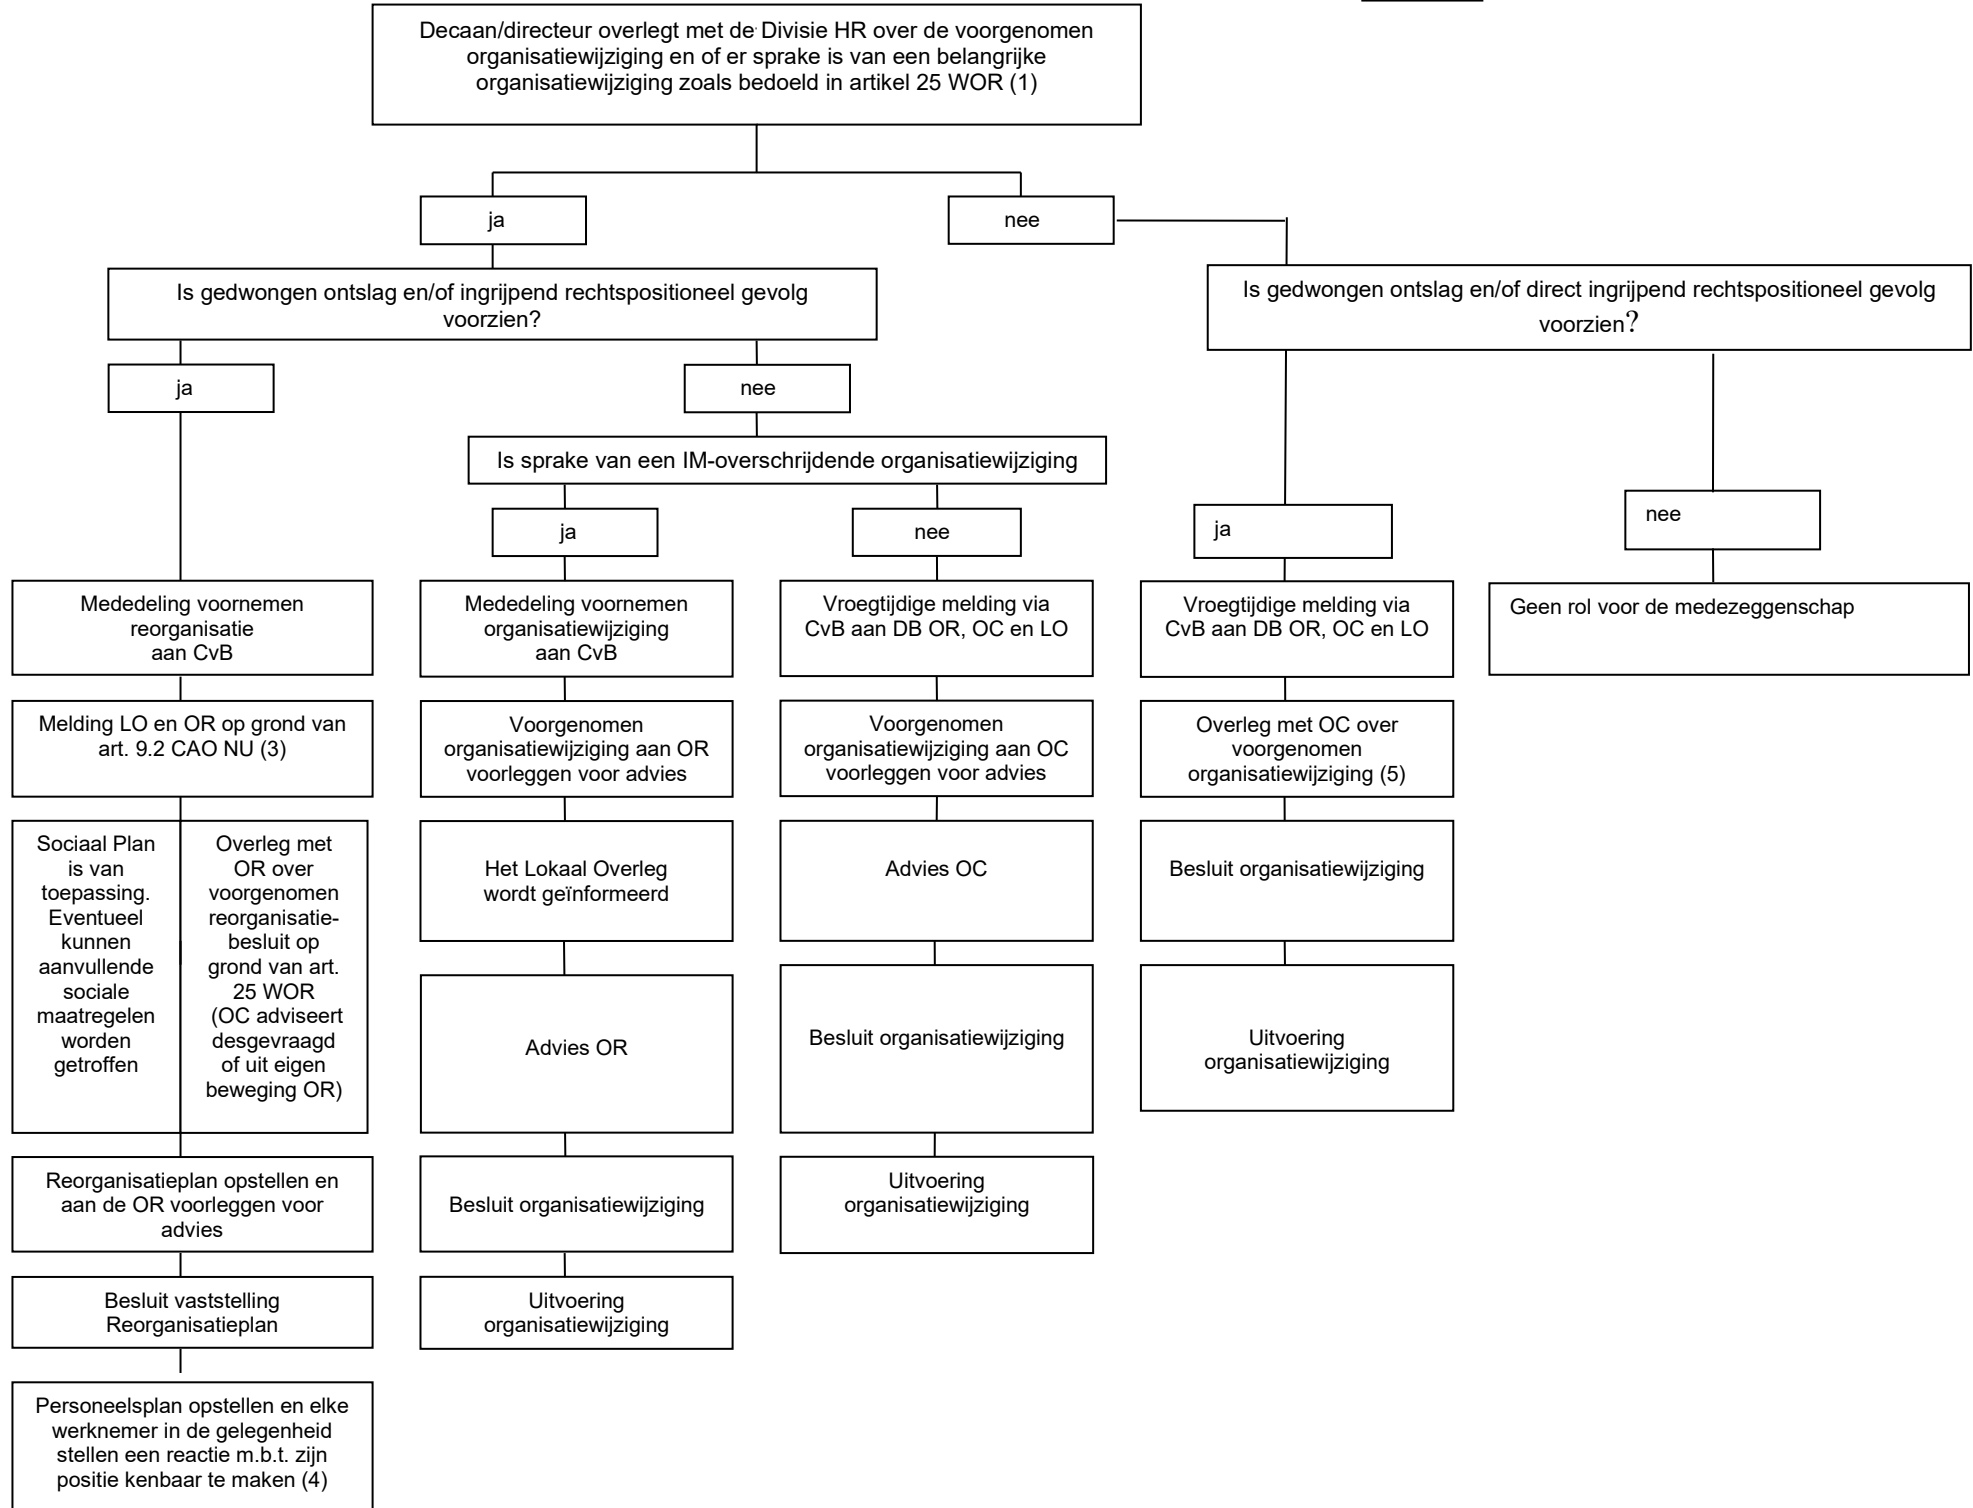 Decaan/directeur overlegt met de Divisie HR over de voorgenomen
organisatiewijziging en of er sprake is van een belangrijke
organisatiewijziging zoals bedoeld in artikel 25 WOR (1)
ja
nee
Is gedwongen ontslag en/of ingrijpend rechtspositioneel gevolg
voorzien?
Is gedwongen ontslag en/of direct ingrijpend rechtspositioneel gevolg
voorzien?
ja
nee
Is sprake van een IM-overschrijdende organisatiewijziging
ja
nee
ja
nee
Mededeling voornemen
reorganisatie
aan CvB
Mededeling voornemen
organisatiewijziging
aan CvB
Vroegtijdige melding via
CvB aan DB OR, OC en LO
Vroegtijdige melding via
CvB aan DB OR, OC en LO
Geen rol voor de medezeggenschap
Melding LO en OR op grond van
art. 9.2 CAO NU (3)
Voorgenomen
organisatiewijziging aan OR
voorleggen voor advies
Voorgenomen
organisatiewijziging aan OC
voorleggen voor advies
Overleg met OC over
voorgenomen
organisatiewijziging (5)
Sociaal Plan
is van
toepassing.
Eventueel
kunnen
aanvullende
sociale
maatregelen
worden
getroffen
Overleg met
OR over
voorgenomen
reorganisatie-
besluit op
grond van art.
25 WOR
(OC adviseert
desgevraagd
of uit eigen
beweging OR)
Het Lokaal Overleg
wordt geïnformeerd
Advies OC
Besluit organisatiewijziging
Advies OR
Besluit organisatiewijziging
Uitvoering
organisatiewijziging
Reorganisatieplan opstellen en
aan de OR voorleggen voor
advies
Besluit organisatiewijziging
Uitvoering
organisatiewijziging
Besluit vaststelling
Reorganisatieplan
Uitvoering
organisatiewijziging
Personeelsplan opstellen en elke
werknemer in de gelegenheid
stellen een reactie m.b.t. zijn
positie kenbaar te maken (4)